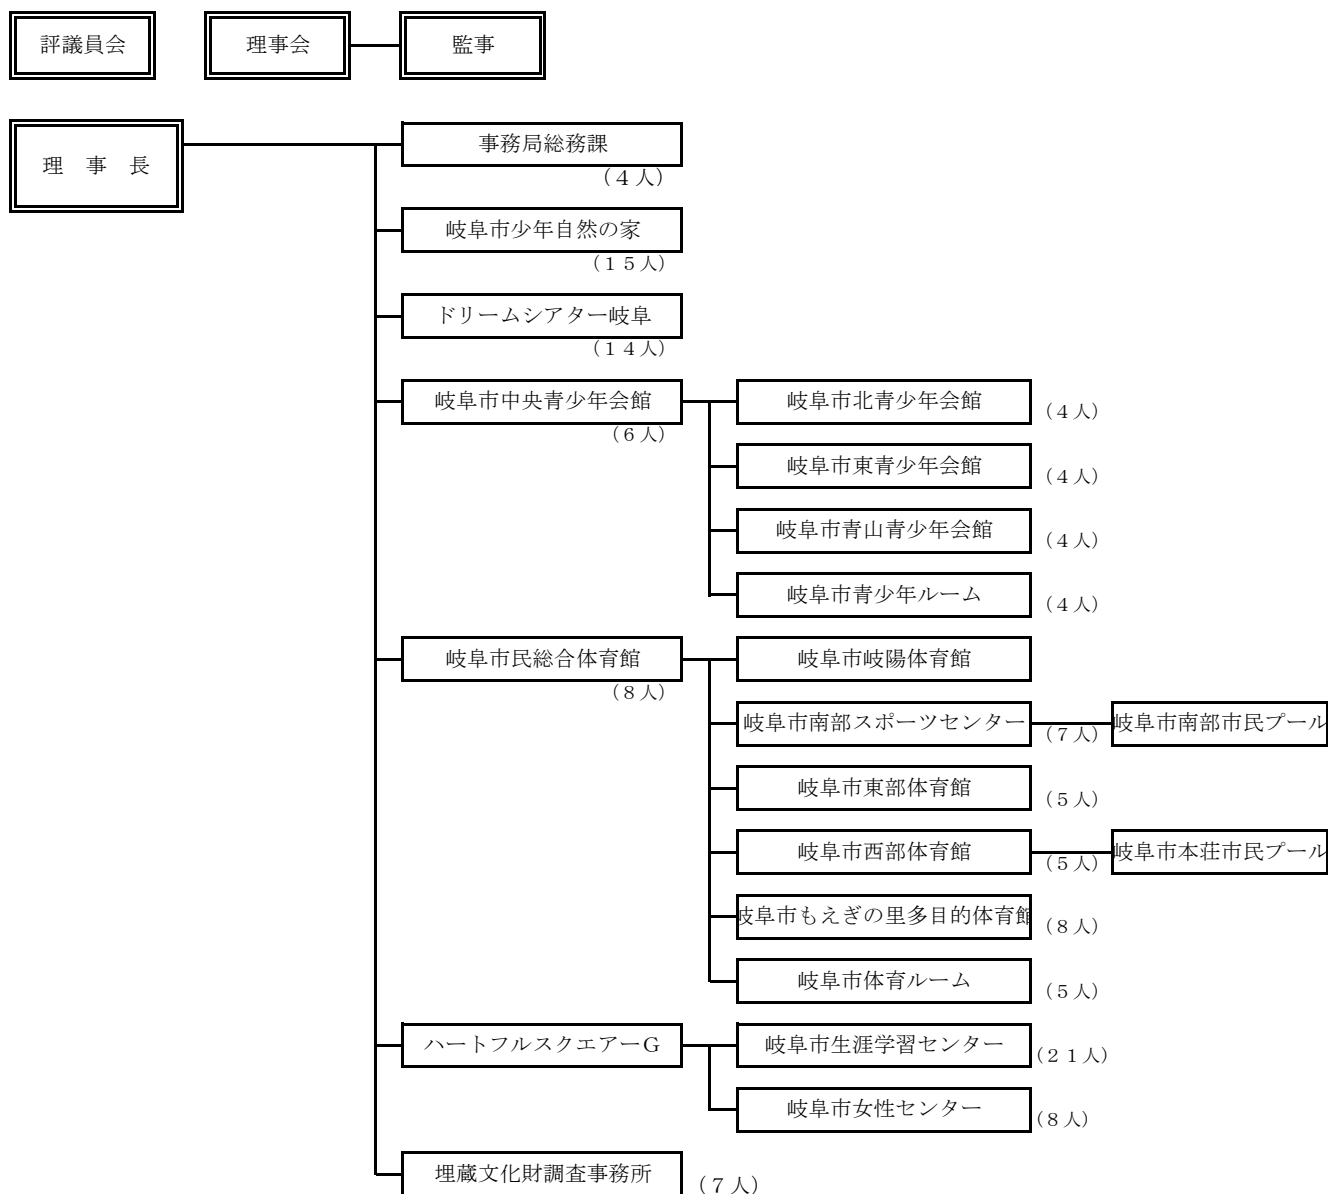 評議員会
理事会
監事
理　事　長
事務局総務課
（４人）
岐阜市少年自然の家
（１５人）
ドリームシアター岐阜
（１４人）
岐阜市中央青少年会館
（６人）
岐阜市北青少年会館
（４人）
岐阜市東青少年会館
（４人）
岐阜市青山青少年会館
（４人）
岐阜市青少年ルーム
（４人）
岐阜市民総合体育館
（８人）
岐阜市岐陽体育館
岐阜市南部スポーツセンター
（７人）
岐阜市南部市民プール
岐阜市東部体育館
（５人）
岐阜市西部体育館
（５人）
岐阜市本荘市民プール
岐阜市もえぎの里多目的体育館
（８人）
岐阜市体育ルーム
（５人）
ハートフルスクエアーＧ
岐阜市生涯学習センター
（２１人）
岐阜市女性センター
（８人）
埋蔵文化財調査事務所
（７人）